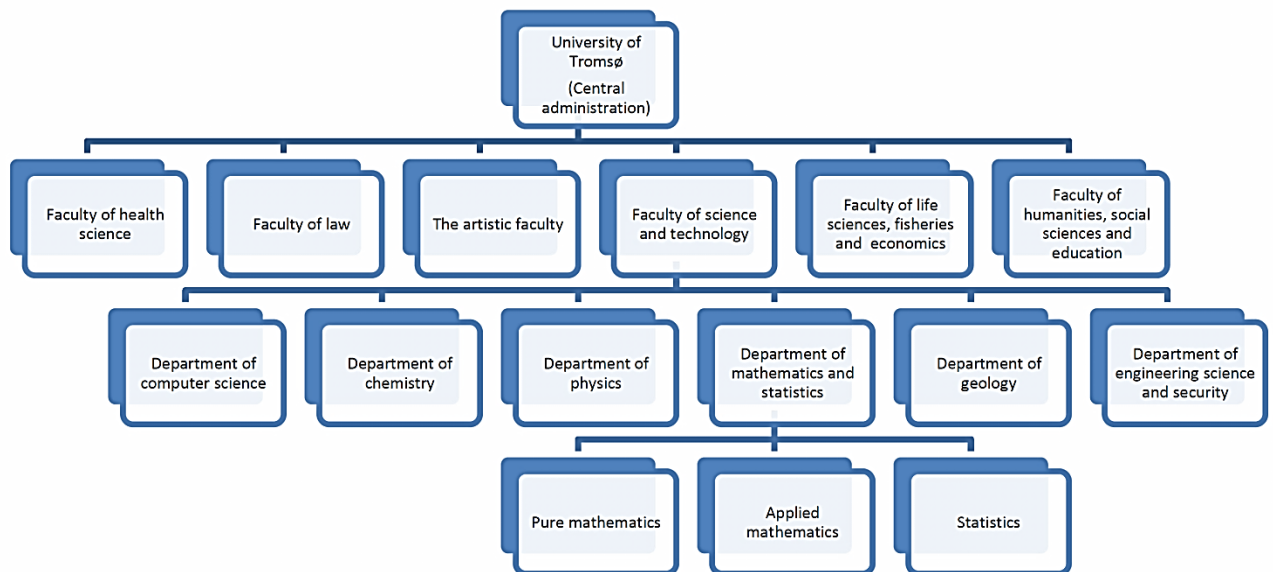 University of
Tromsø
(Central
administration)
Faculty of health
science
Faculty of law
The artistic faculty
Faculty of science
and technology
Faculty of life
sciences, fisheries
and economics
Faculty of
humanities, social
sciences and
education
Department of
computer science
Department of
chemistry
Department of
physics
Department of
mathematics and
statistics
Department of
geology
Department of
engineering science
and security
Pure mathematics
Applied
mathematics
Statistics